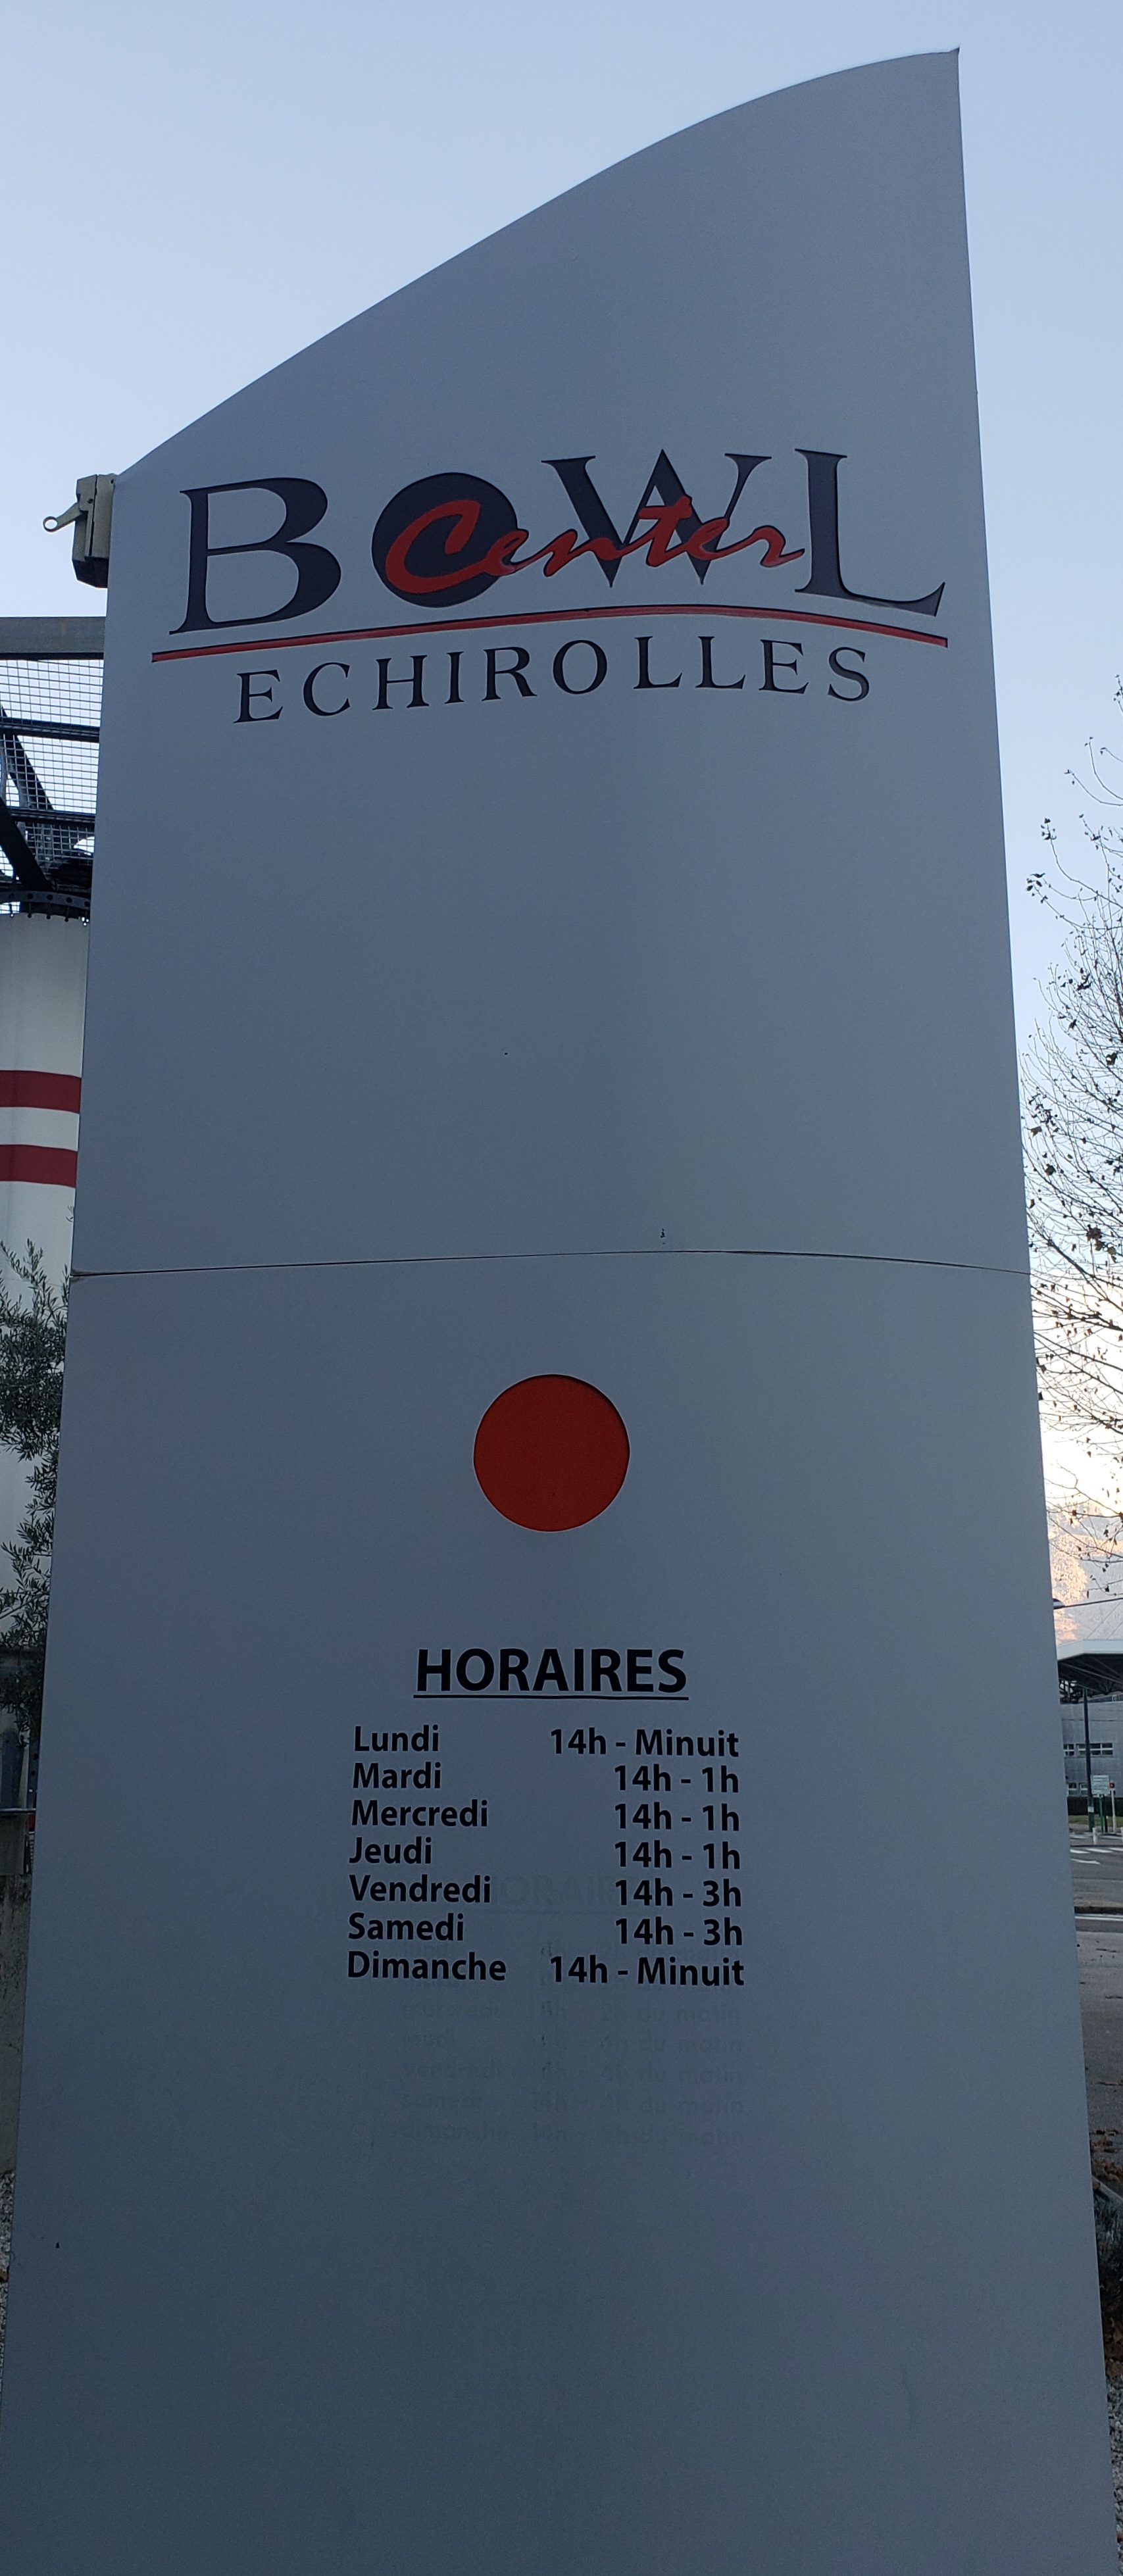 BOWL
Center
ECHIROLLES
HORAIRES
Lundi 14h - Minuit
Mardi 14h - 1h
Mercredi 14h - 1h
Jeudi 14h - 1h
Vendredi 14h - 3h
Samedi 14h - 3h
Dimanche 14h - Minuit